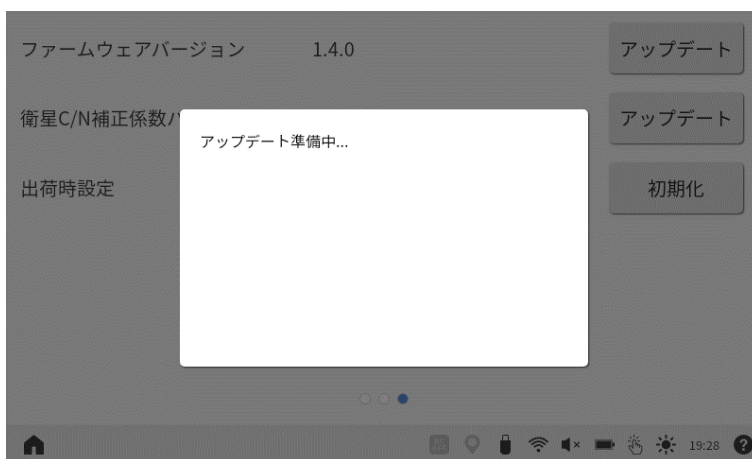 ファームウェアバージョン 1.4.0 アップデート
衛星C/N補正係数バ アップデート
アップデート準備中...
出荷時設定 初期化
19:28
?